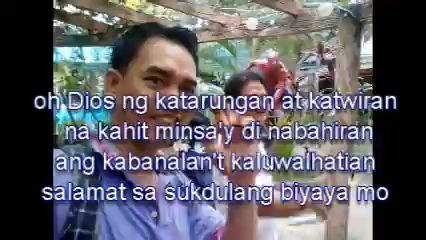 oh Dios ng katarungan at katwiran
na kahit minsa'y di nabahiran
ang kabanalan't kaluwalhatian
salamat sa sukdulang biyaya mo